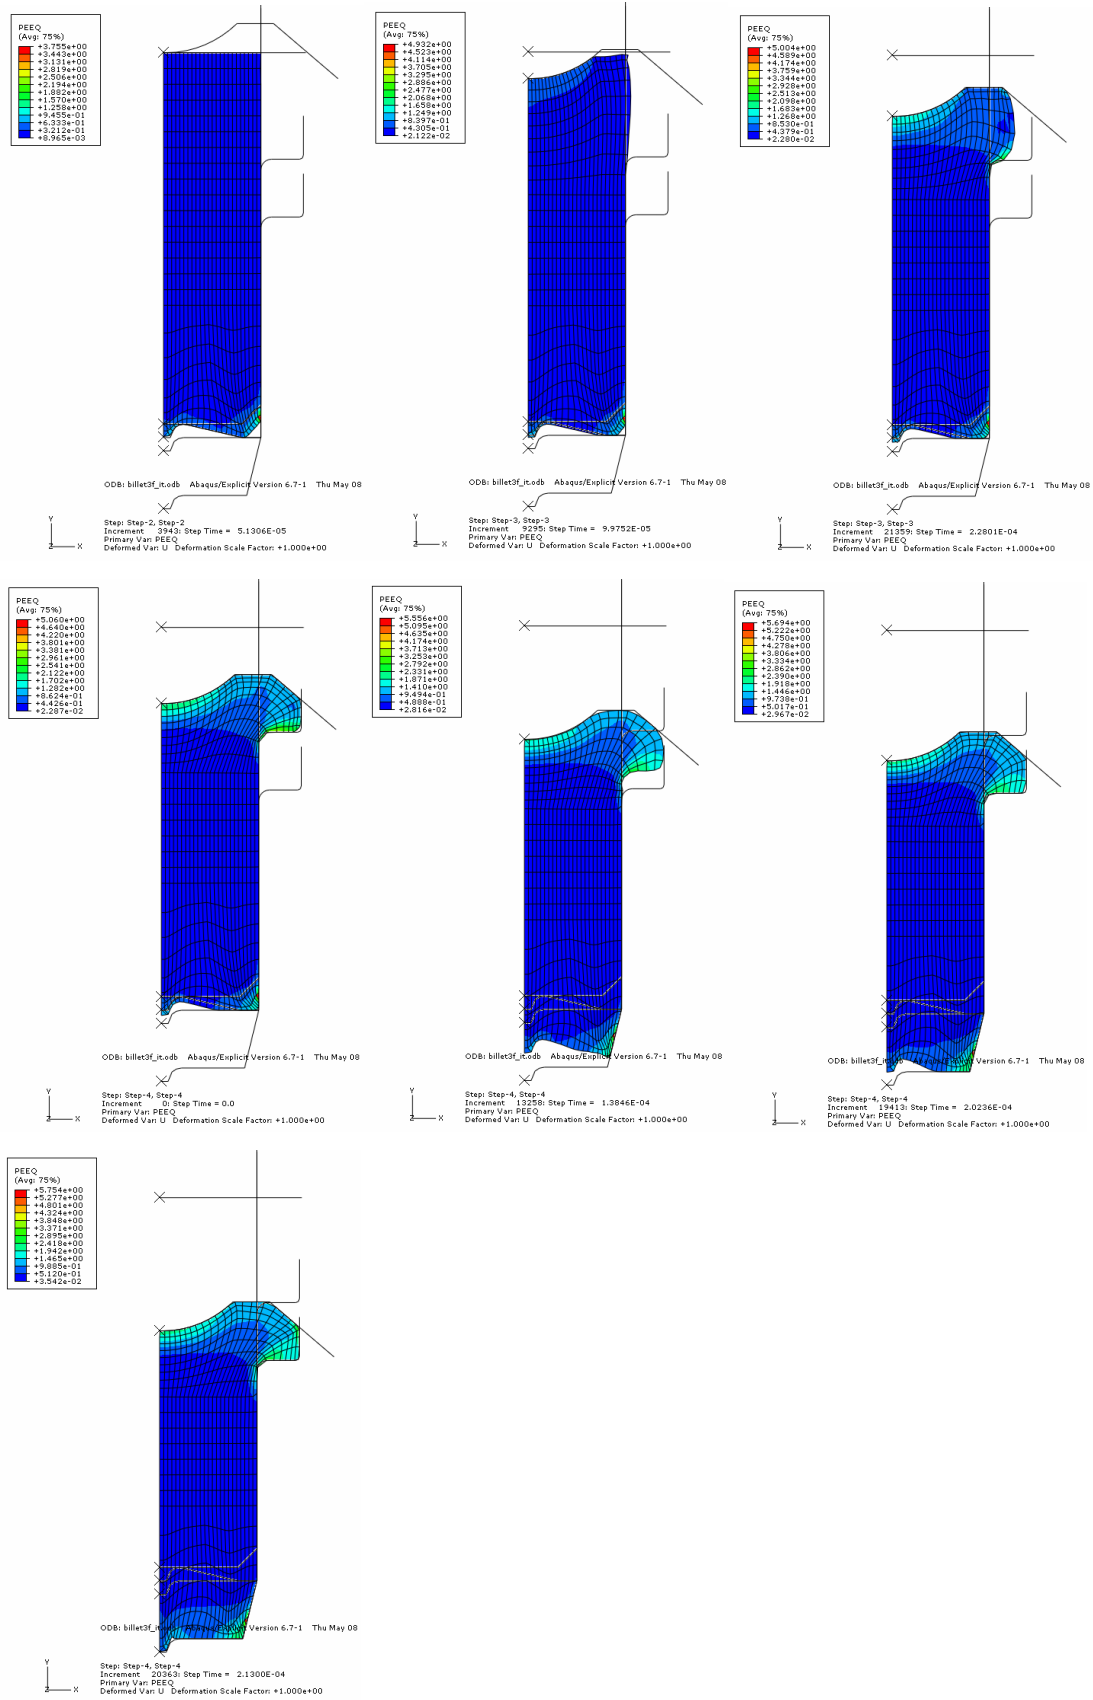 PEEQ
(Avg: 75%)
+3.755e+00
+3.443e+00
+3.131e+00
+2.819e+00
+2.506e+00
+2.194e+00
+1.882e+00
+1.570e+00
+1.258e+00
+9.455e-01
+6.333e-01
+3.212e-01
+8.965e-03
ODB: billet3f_it.odb Abaqus/Explicit Version 6.7-1 Thu May 08
Y
Z X
Step: Step-2, Step-2
Increment 3943: Step Time = 5.1306E-05
Primary Var: PEEQ
Deformed Var: U Deformation Scale Factor: +1.000e+00
PEEQ
(Avg: 75%)
+4.932e+00
+4.523e+00
+4.114e+00
+3.705e+00
+3.295e+00
+2.886e+00
+2.477e+00
+2.068e+00
+1.658e+00
+1.249e+00
+8.397e-01
+4.305e-01
+2.122e-02
ODB: billet3f_it.odb Abaqus/Explicit Version 6.7-1 Thu May 08
Y
Z X
Step: Step-3, Step-3
Increment 9295: Step Time = 9.9752E-05
Primary Var: PEEQ
Deformed Var: U Deformation Scale Factor: +1.000e+00
PEEQ
(Avg: 75%)
+5.004e+00
+4.589e+00
+4.174e+00
+3.759e+00
+3.344e+00
+2.928e+00
+2.513e+00
+2.098e+00
+1.683e+00
+1.268e+00
+8.530e-01
+4.379e-01
+2.280e-02
ODB: billet3f_it.odb Abaqus/Explicit Version 6.7-1 Thu May 08
Y
Z X
Step: Step-3, Step-3
Increment 21359: Step Time = 2.2801E-04
Primary Var: PEEQ
Deformed Var: U Deformation Scale Factor: +1.000e+00
PEEQ
(Avg: 75%)
+5.060e+00
+4.640e+00
+4.220e+00
+3.801e+00
+3.381e+00
+2.961e+00
+2.541e+00
+2.122e+00
+1.702e+00
+1.282e+00
+8.624e-01
+4.426e-01
+2.287e-02
ODB: billet3f_it.odb Abaqus/Explicit Version 6.7-1 Thu May 08
Y
Z X
Step: Step-4, Step-4
Increment 0: Step Time = 0.0
Primary Var: PEEQ
Deformed Var: U Deformation Scale Factor: +1.000e+00
PEEQ
(Avg: 75%)
+5.556e+00
+5.095e+00
+4.635e+00
+4.174e+00
+3.713e+00
+3.253e+00
+2.792e+00
+2.331e+00
+1.871e+00
+1.410e+00
+9.494e-01
+4.888e-01
+2.816e-02
ODB: billet3f_it.odb Abaqus/Explicit Version 6.7-1 Thu May 08
Y
Z X
Step: Step-4, Step-4
Increment 13258: Step Time = 1.3846E-04
Primary Var: PEEQ
Deformed Var: U Deformation Scale Factor: +1.000e+00
PEEQ
(Avg: 75%)
+5.694e+00
+5.222e+00
+4.750e+00
+4.278e+00
+3.806e+00
+3.334e+00
+2.862e+00
+2.390e+00
+1.918e+00
+1.446e+00
+9.738e-01
+5.017e-01
+2.967e-02
ODB: billet3f_it.odb Abaqus/Explicit Version 6.7-1 Thu May 08
Y
Z X
Step: Step-4, Step-4
Increment 19413: Step Time = 2.0236E-04
Primary Var: PEEQ
Deformed Var: U Deformation Scale Factor: +1.000e+00
PEEQ
(Avg: 75%)
+5.754e+00
+5.277e+00
+4.801e+00
+4.324e+00
+3.848e+00
+3.371e+00
+2.895e+00
+2.418e+00
+1.942e+00
+1.465e+00
+9.885e-01
+5.120e-01
+3.542e-02
ODB: billet3f_it.odb Abaqus/Explicit Version 6.7-1 Thu May 08
Y
Z X
Step: Step-4, Step-4
Increment 20363: Step Time = 2.1300E-04
Primary Var: PEEQ
Deformed Var: U Deformation Scale Factor: +1.000e+00